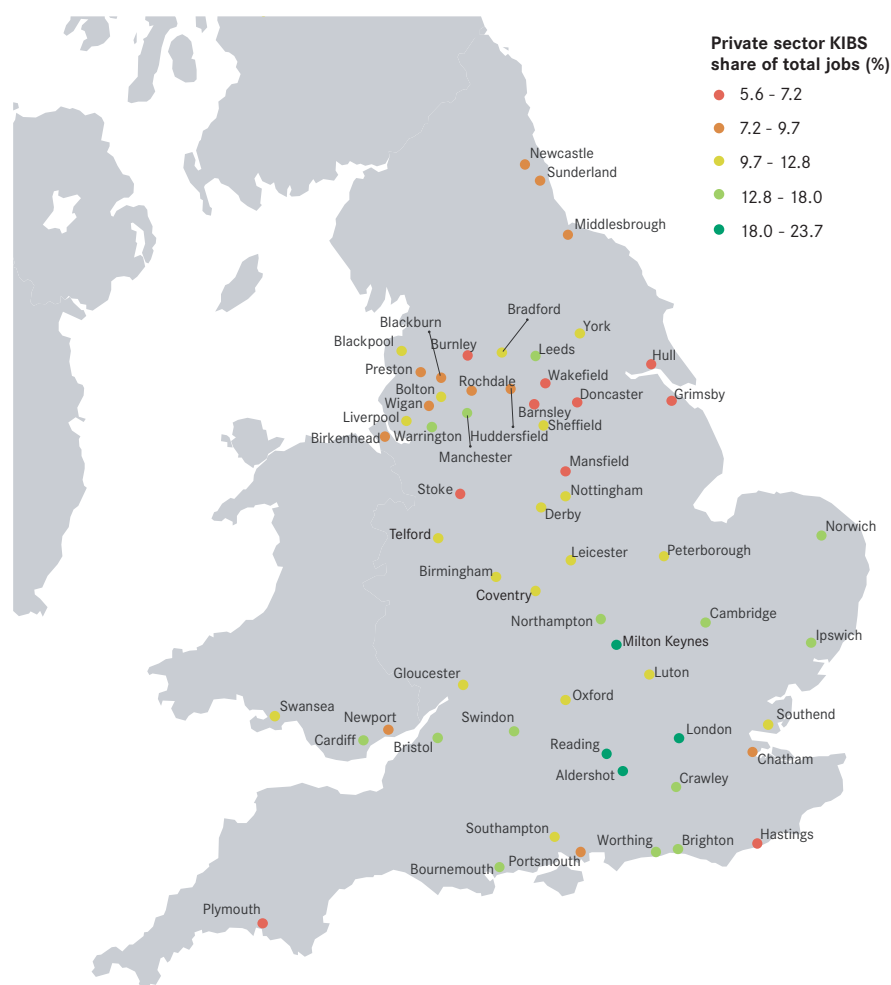 Private sector KIBS
share of total jobs (%)
5.6 - 7.2
7.2 - 9.7
9.7 - 12.8
12.8 - 18.0
18.0 - 23.7
Newcastle
Sunderland
Middlesbrough
Bradford
Blackburn
York
Blackpool
Burnley
Leeds
Hull
Preston
Rochdale
Wakefield
Bolton
Doncaster
Grimsby
Wigan
Barnsley
Liverpool
Sheffield
Birkenhead
Warrington
Huddersfield
Manchester
Mansfield
Stoke
Nottingham
Derby
Norwich
Telford
Leicester
Peterborough
Birmingham
Coventry
Northampton
Cambridge
Ipswich
Milton Keynes
Gloucester
Luton
Oxford
Swansea
Newport
Swindon
Southend
Cardiff
Bristol
Reading
London
Chatham
Aldershot
Crawley
Southampton
Worthing
Brighton
Hastings
Portsmouth
Bournemouth
Plymouth